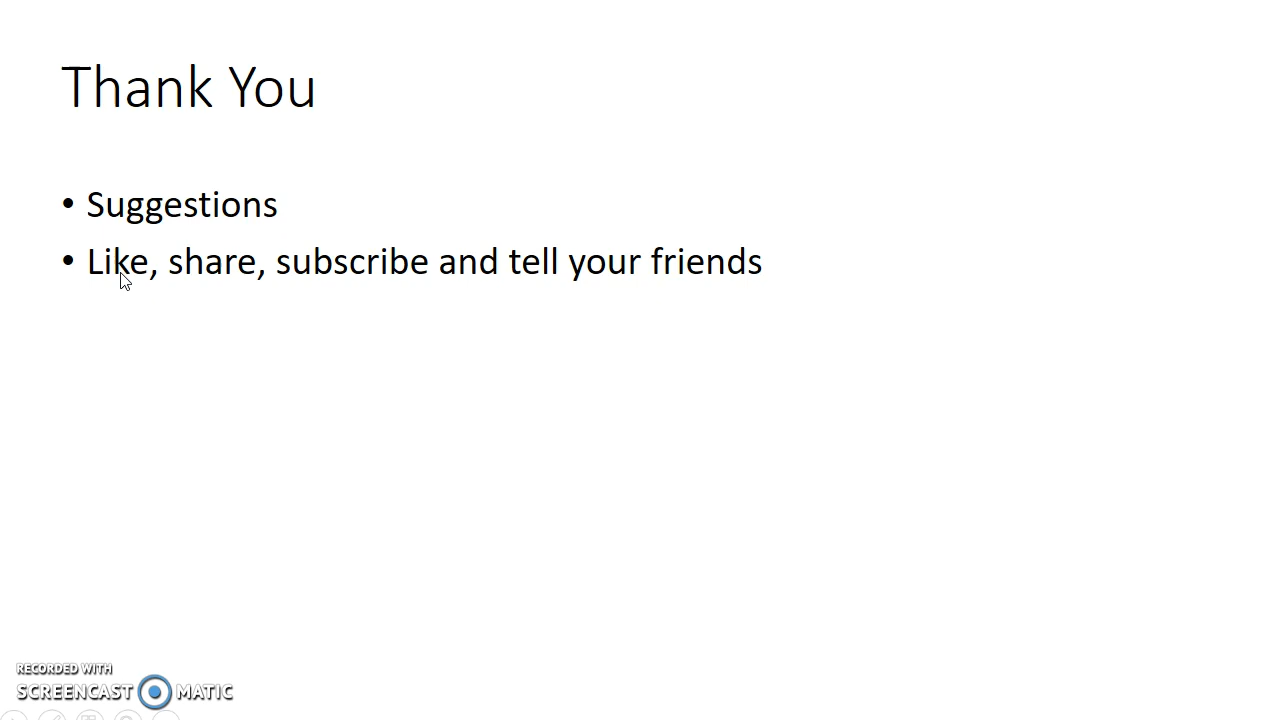 Thank You
• Suggestions
• Like, share, subscribe and tell your friends
RECORDED WITH
SCREENCAST MATIC